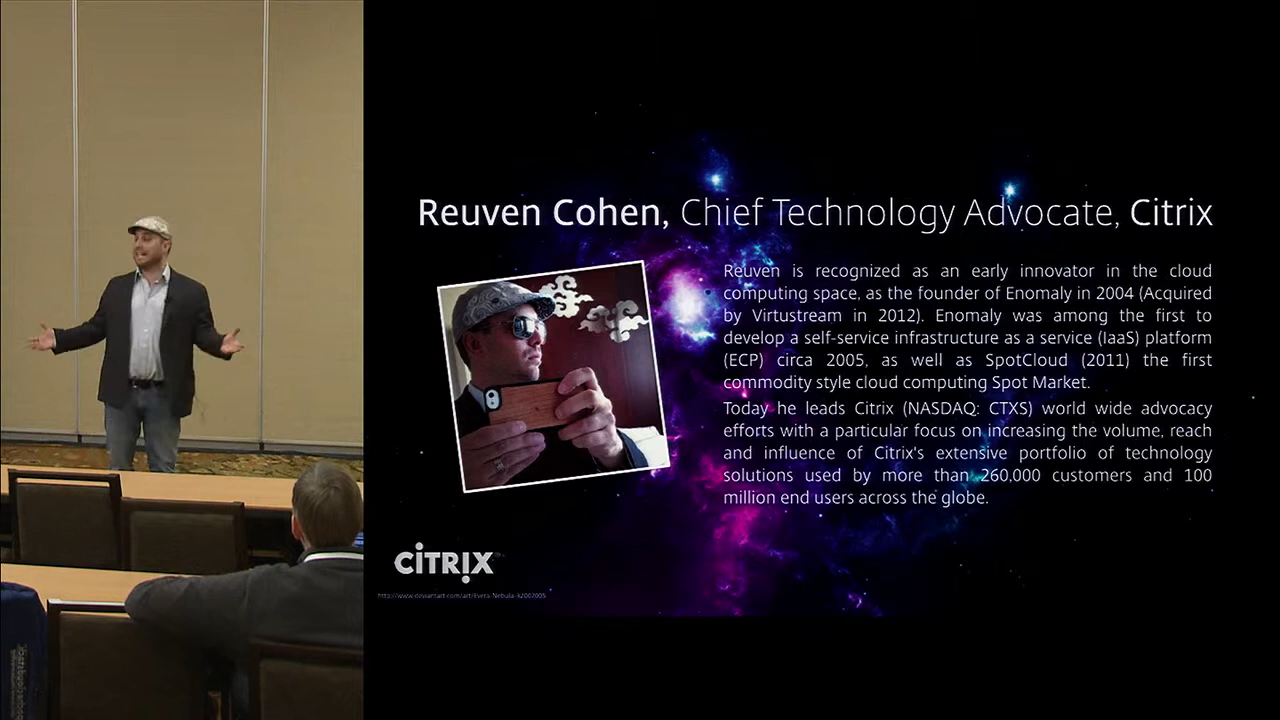 Reuven Cohen, Chief Technology Advocate, Citrix
Reuven is recognized as an early innovator in the cloud
computing space, as the founder of Enomaly in 2004 (Acquired
by Virtustream in 2012). Enomaly was among the first to
develop a self-service infrastructure as a service (IaaS) platform
(ECP) circa 2005, as well as SpotCloud (2011) the first
commodity style cloud computing Spot Market.
Today he leads Citrix (NASDAQ: CTXS) world wide advocacy
efforts with a particular focus on increasing the volume, reach
and influence of Citrix's extensive portfolio of technology
solutions used by more than 260,000 customers and 100
million end users across the globe.
CITRIX